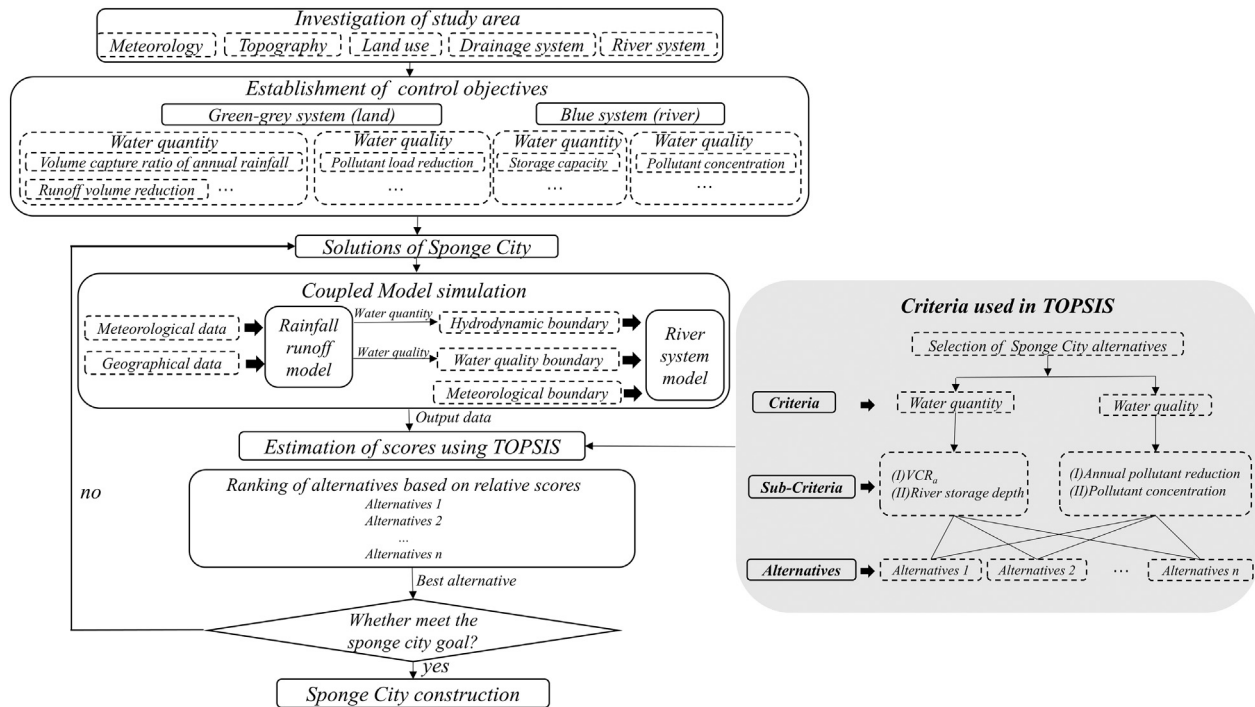 Investigation of study area
Meteorology
Topography
Land use
Drainage system
River system
Establishment of control objectives
Green-grey system (land)
Blue system (river)
Water quantity
Volume capture ratio of annual rainfall
Runoff volume reduction
...
Water quality
Pollutant load reduction
...
Water quantity
Storage capacity
...
Water quality
Pollutant concentration
...
Solutions of Sponge City
Coupled Model simulation
Meteorological data
Geographical data
Rainfall
runoff
model
Water quantity
Water quality
Hydrodynamic boundary
Water quality boundary
Meteorological boundary
River
system
model
Output data
Estimation of scores using TOPSIS
Ranking of alternatives based on relative scores
Alternatives 1
Alternatives 2
...
Alternatives n
Best alternative
Whether meet the
sponge city goal?
no
yes
Sponge City construction
Criteria used in TOPSIS
Selection of Sponge City alternatives
Criteria
Water quantity
Water quality
Sub-Criteria
(I)VCRa
(II)River storage depth
(I)Annual pollutant reduction
(II)Pollutant concentration
Alternatives
Alternatives 1
Alternatives 2
...
Alternatives n